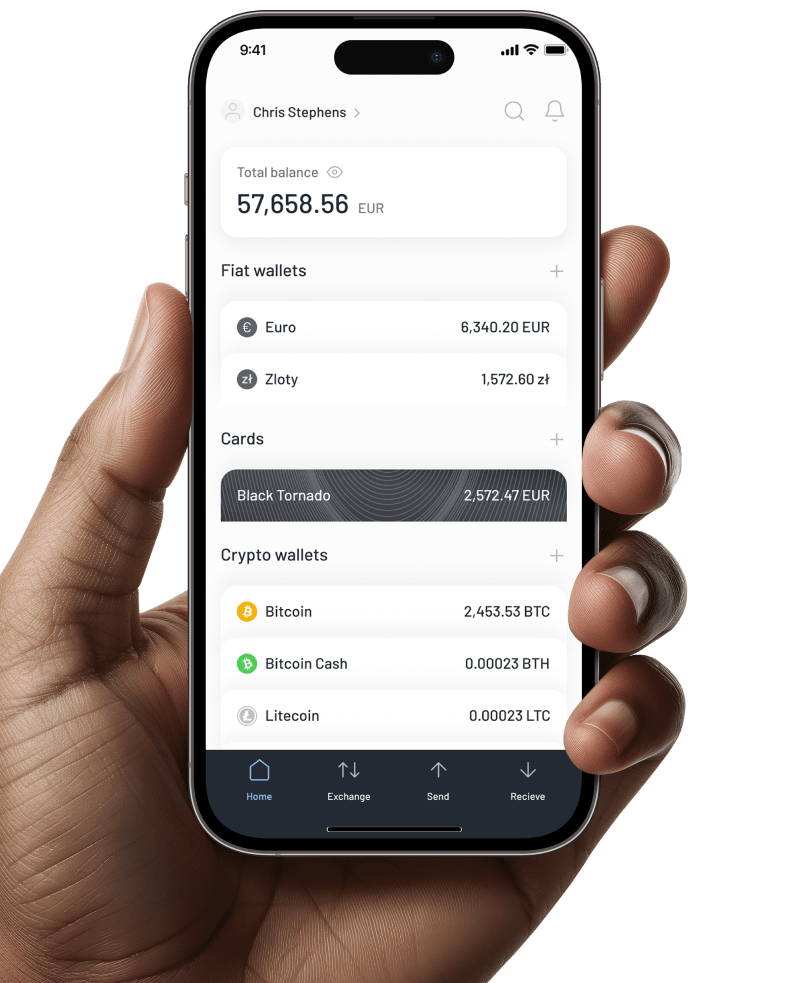 9:41
Chris Stephens
Total balance
57,658.56 EUR
Fiat wallets
€ Euro 6,340.20 EUR
zł Zloty 1,572.60 zł
Cards
Black Tornado 2,572.47 EUR
Crypto wallets
Bitcoin 2,453.53 BTC
Bitcoin Cash 0.00023 BTH
Litecoin 0.00023 LTC
Home Exchange Send Recieve